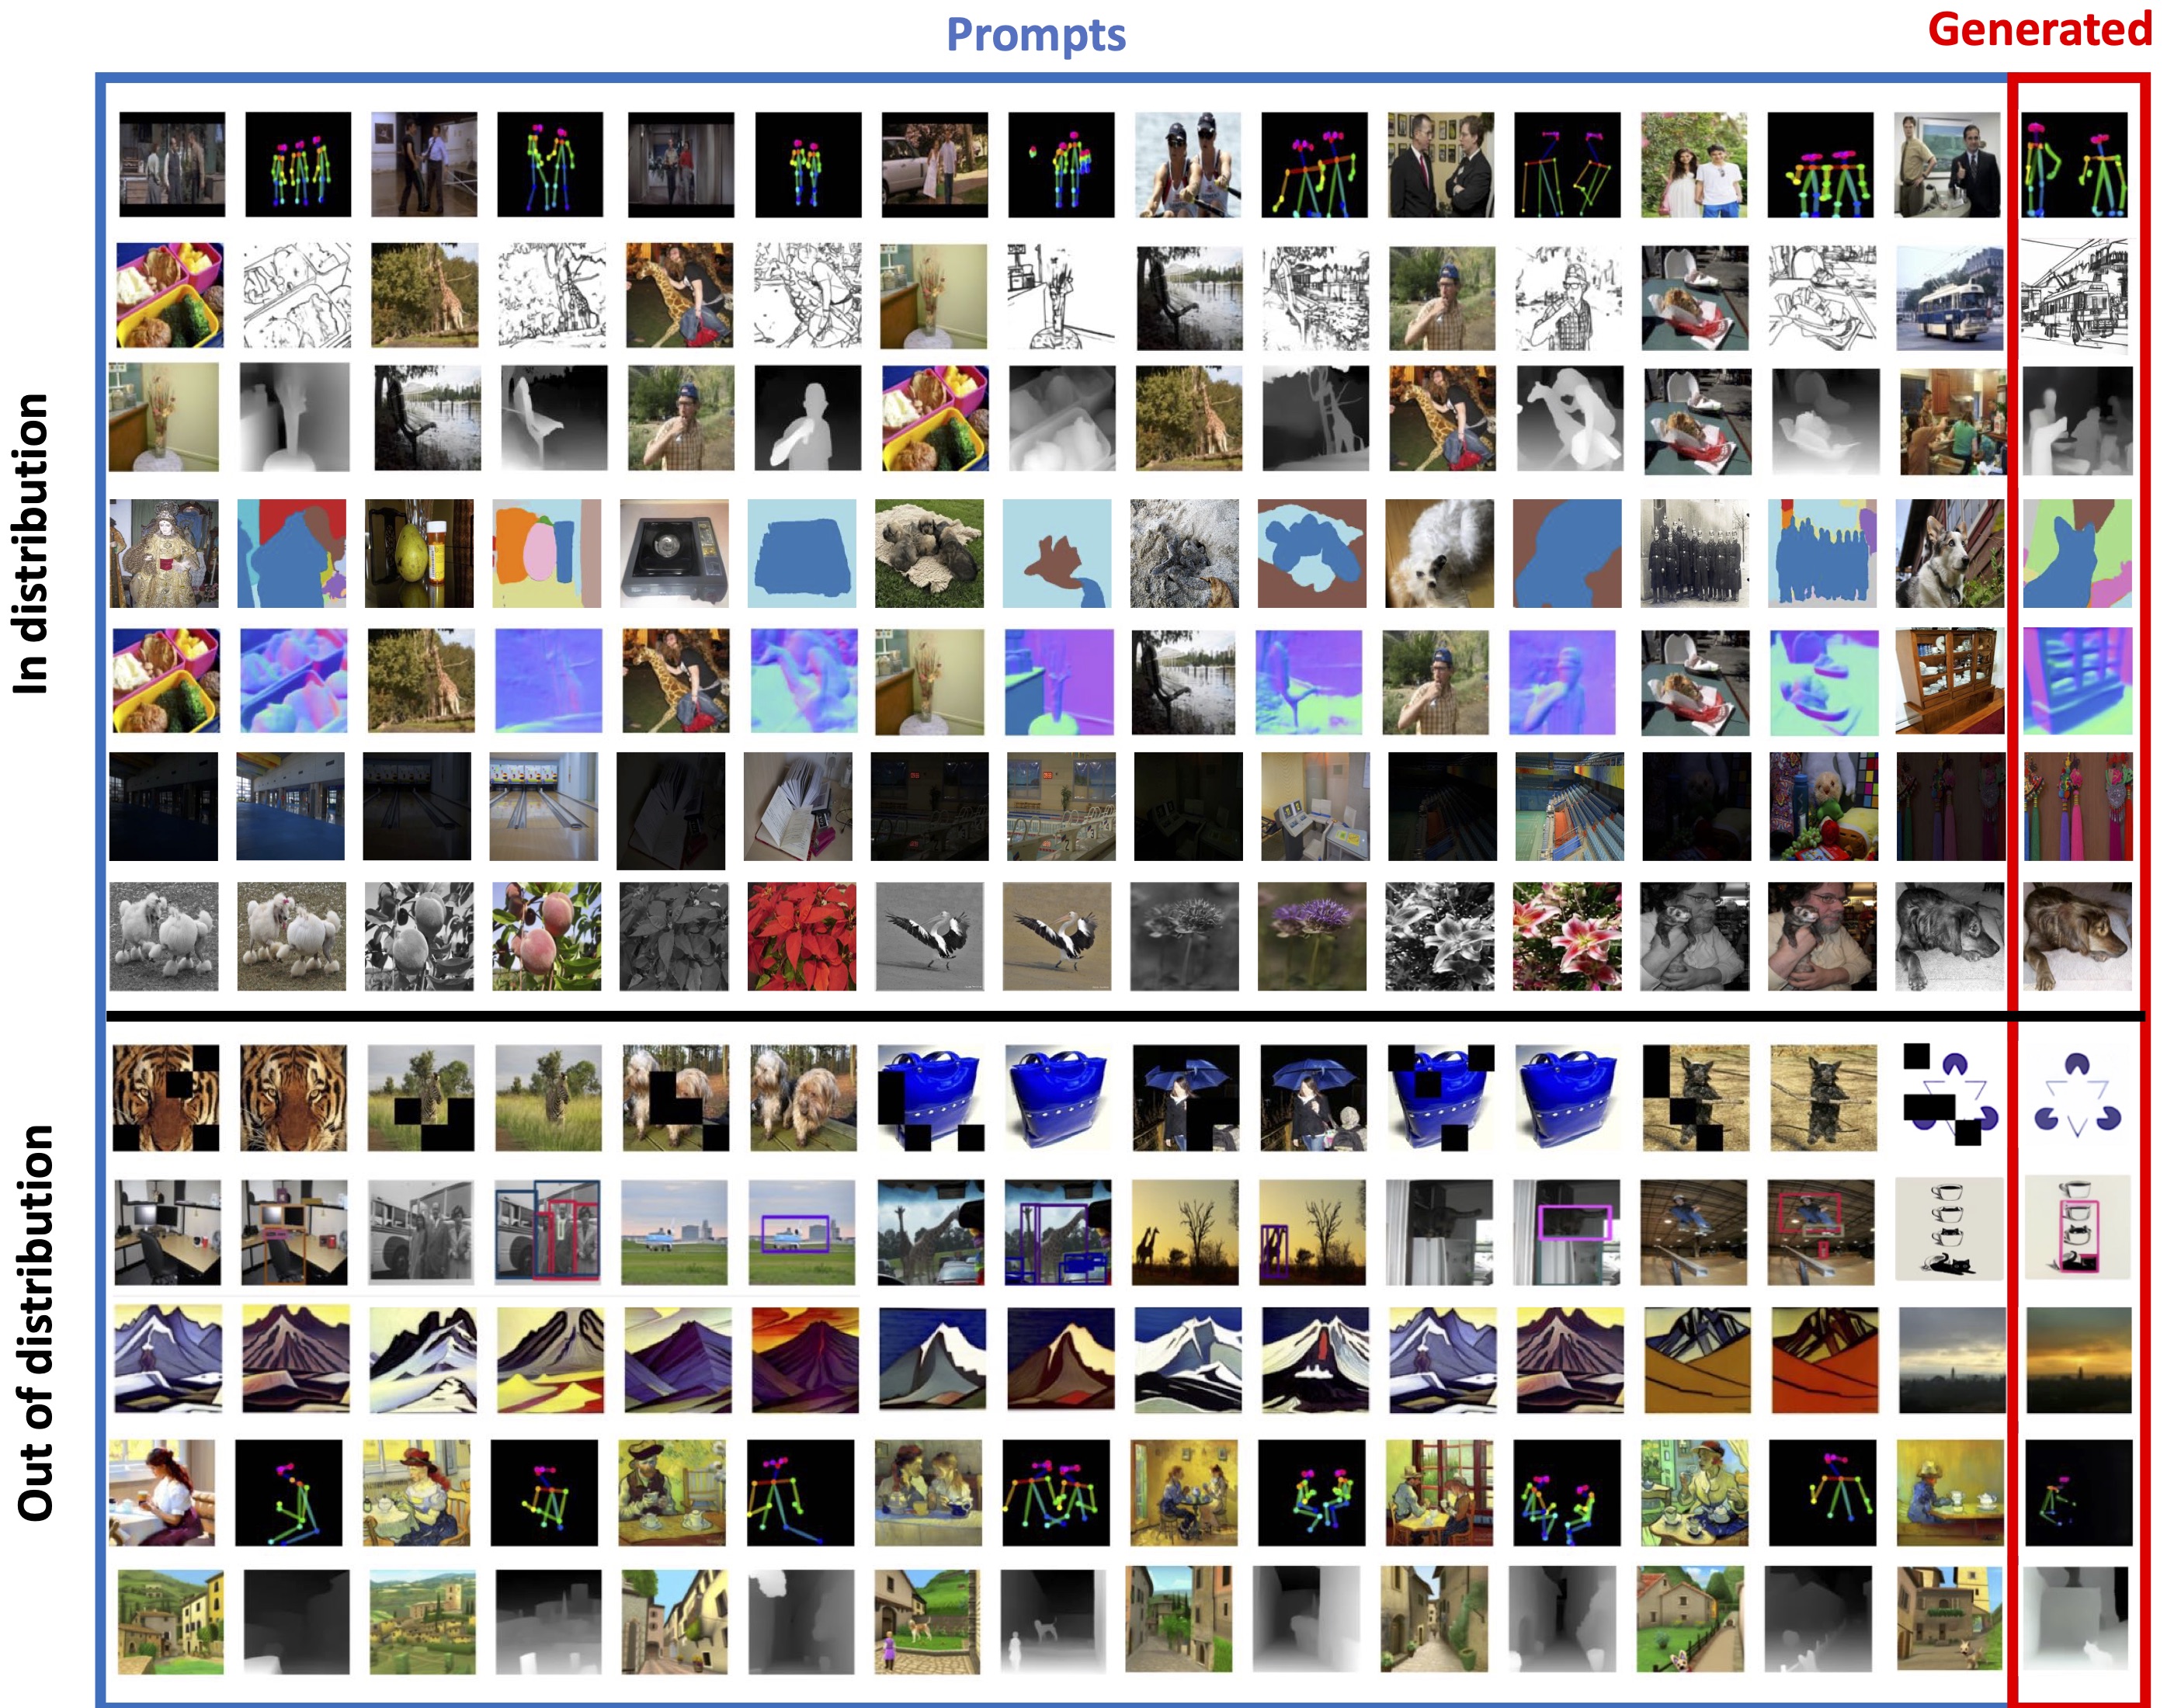 Prompts
Generated
In distribution
Out of distribution